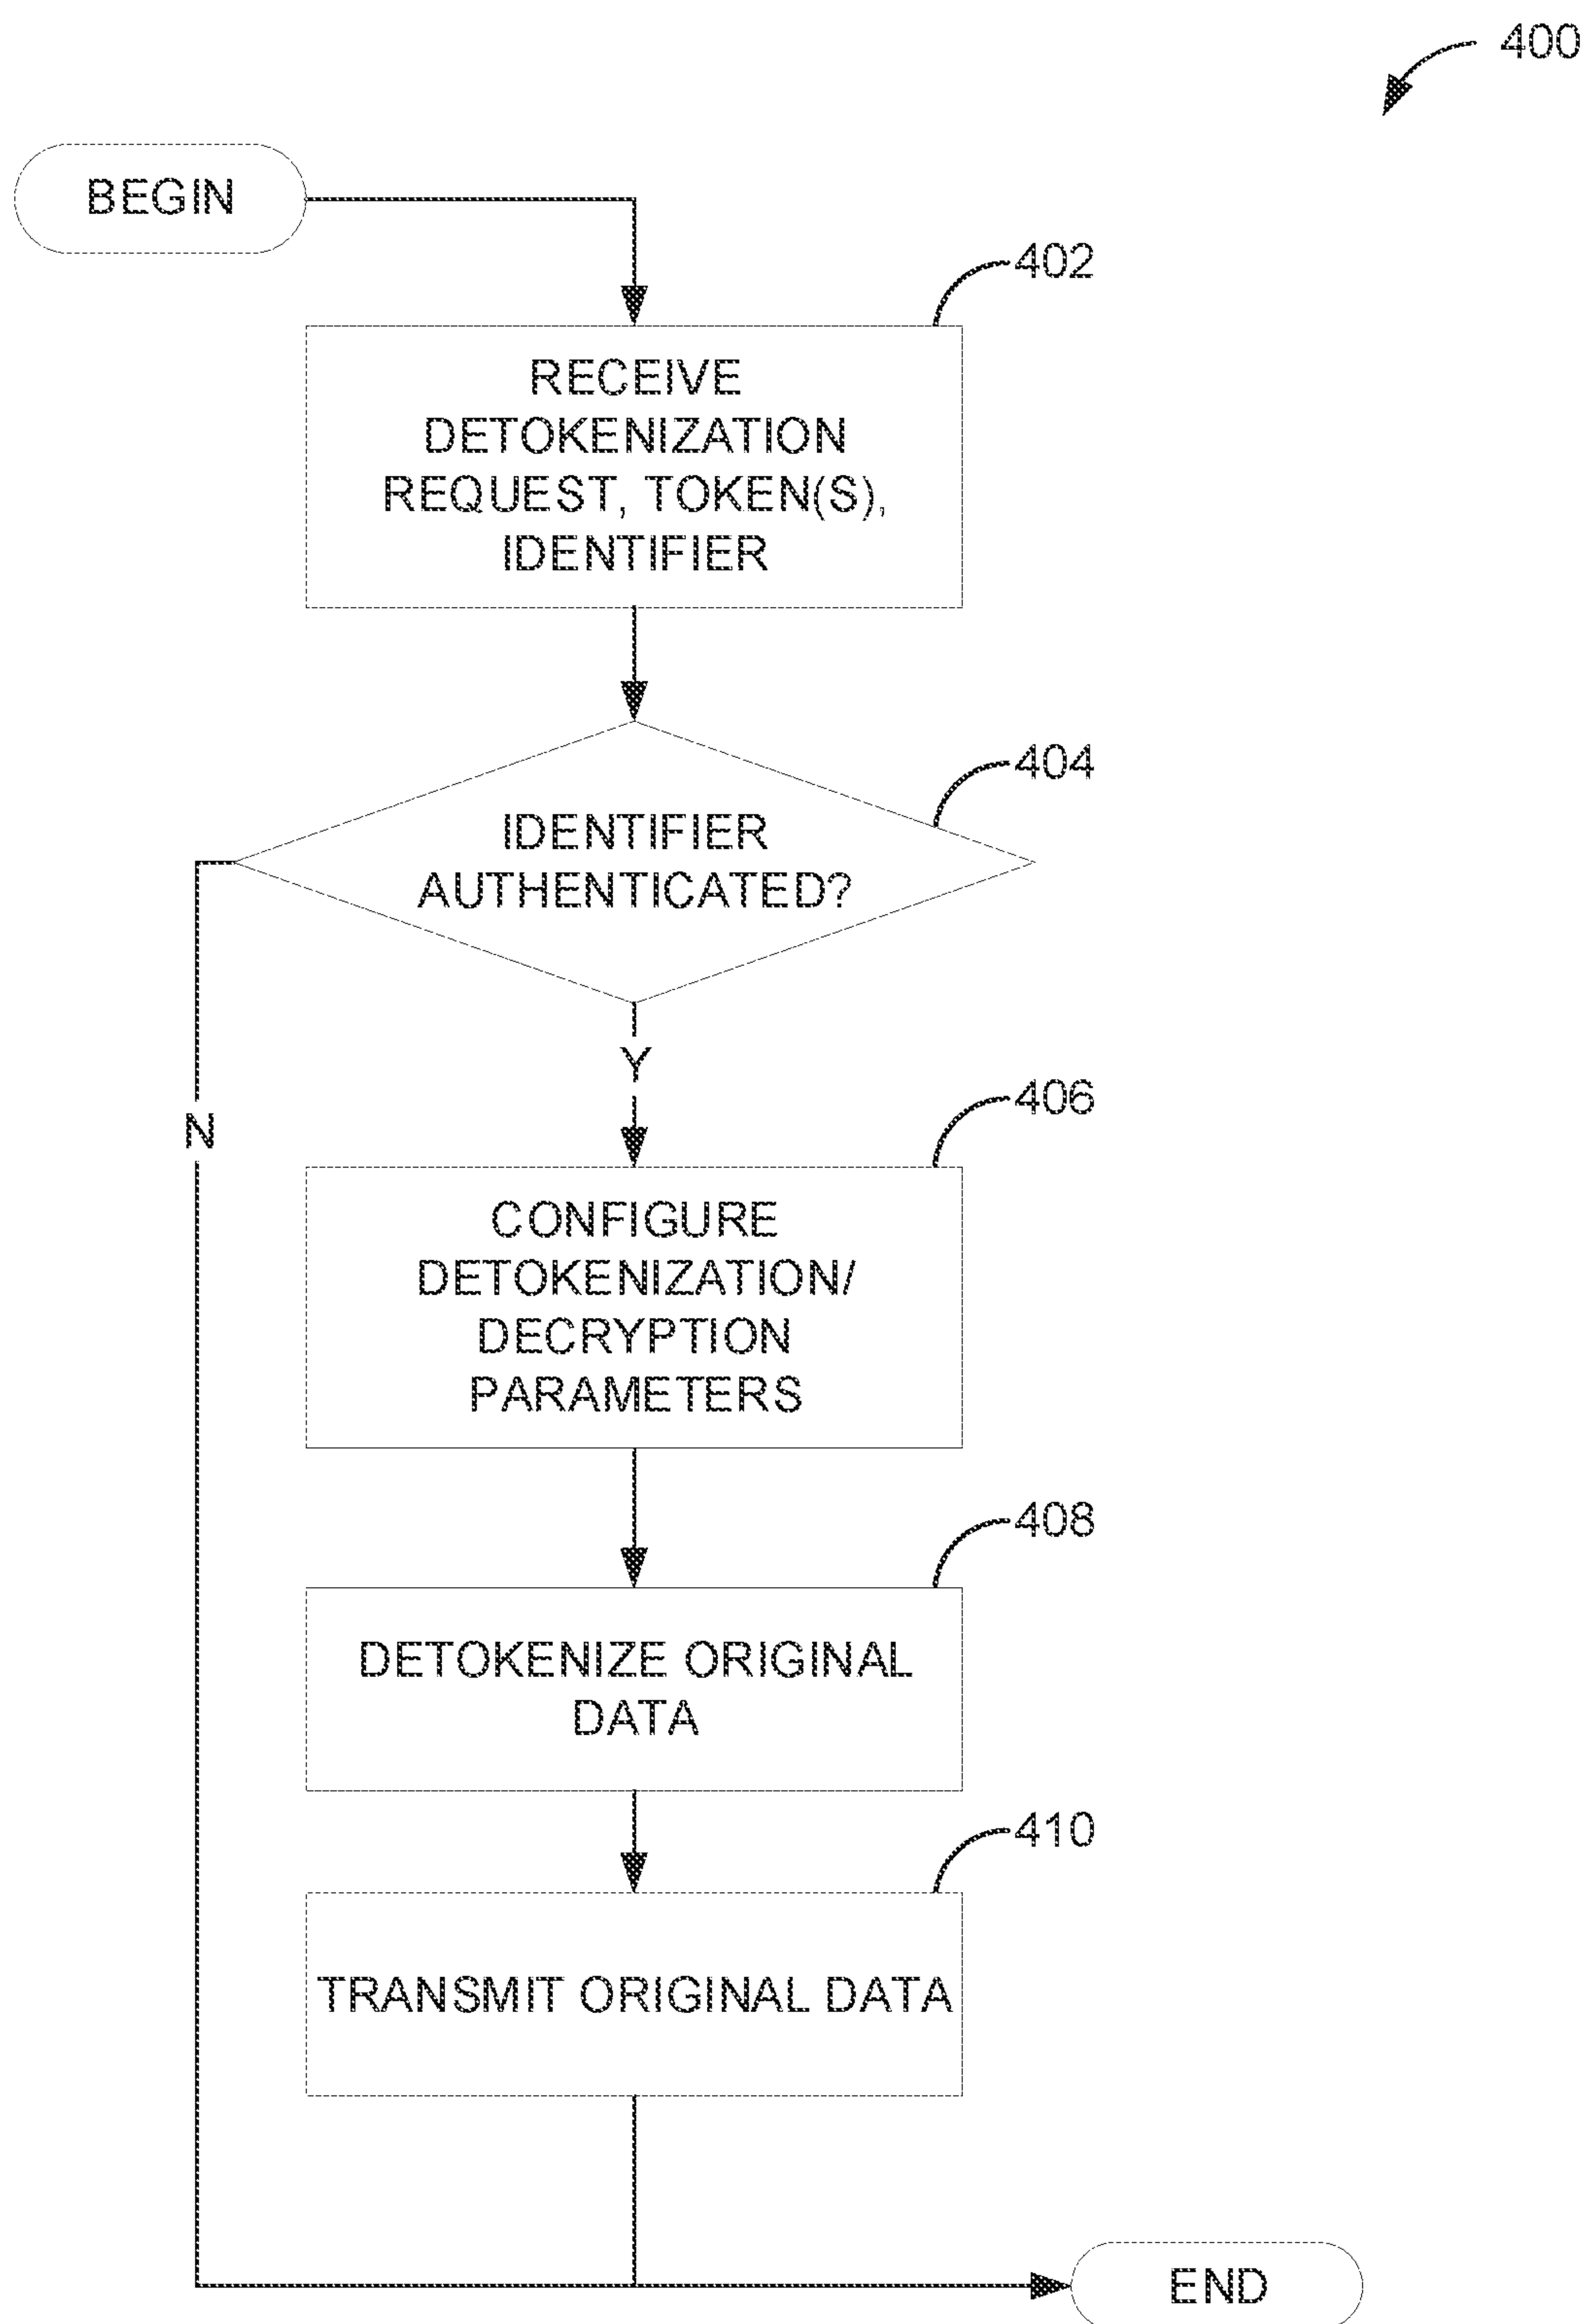 400
BEGIN
402
RECEIVE
DETOKENIZATION
REQUEST, TOKEN(S),
IDENTIFIER
404
IDENTIFIER
AUTHENTICATED?
Y
N
406
CONFIGURE
DETOKENIZATION/
DECRYPTION
PARAMETERS
408
DETOKENIZE ORIGINAL
DATA
410
TRANSMIT ORIGINAL DATA
END